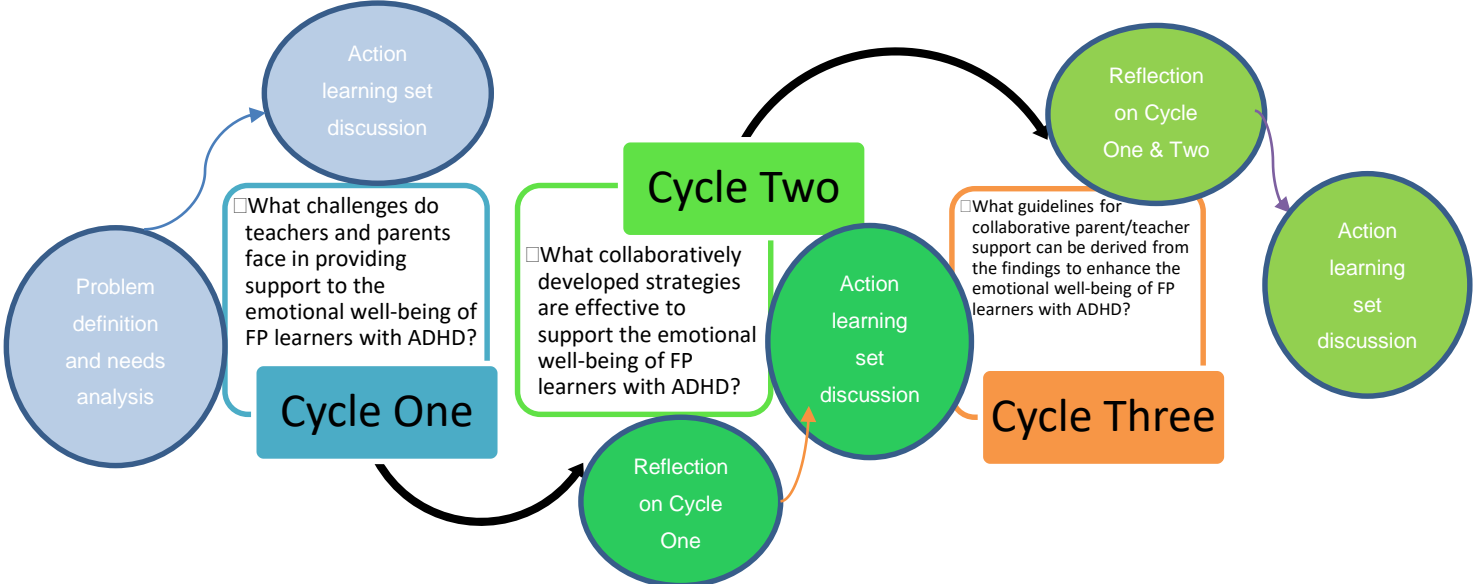 Problem
definition
and needs
analysis
Action
learning set
discussion
What challenges do
teachers and parents
face in providing
support to the
emotional well-being of
FP learners with ADHD?
Cycle One
Reflection
on Cycle
One
Cycle Two
What collaboratively
developed strategies
are effective to
support the emotional
well-being of FP
learners with ADHD?
Action
learning
set
discussion
Reflection
on Cycle
One & Two
What guidelines for
collaborative parent/teacher
support can be derived from
the findings to enhance the
emotional well-being of FP
learners with ADHD?
Cycle Three
Action
learning
set
discussion